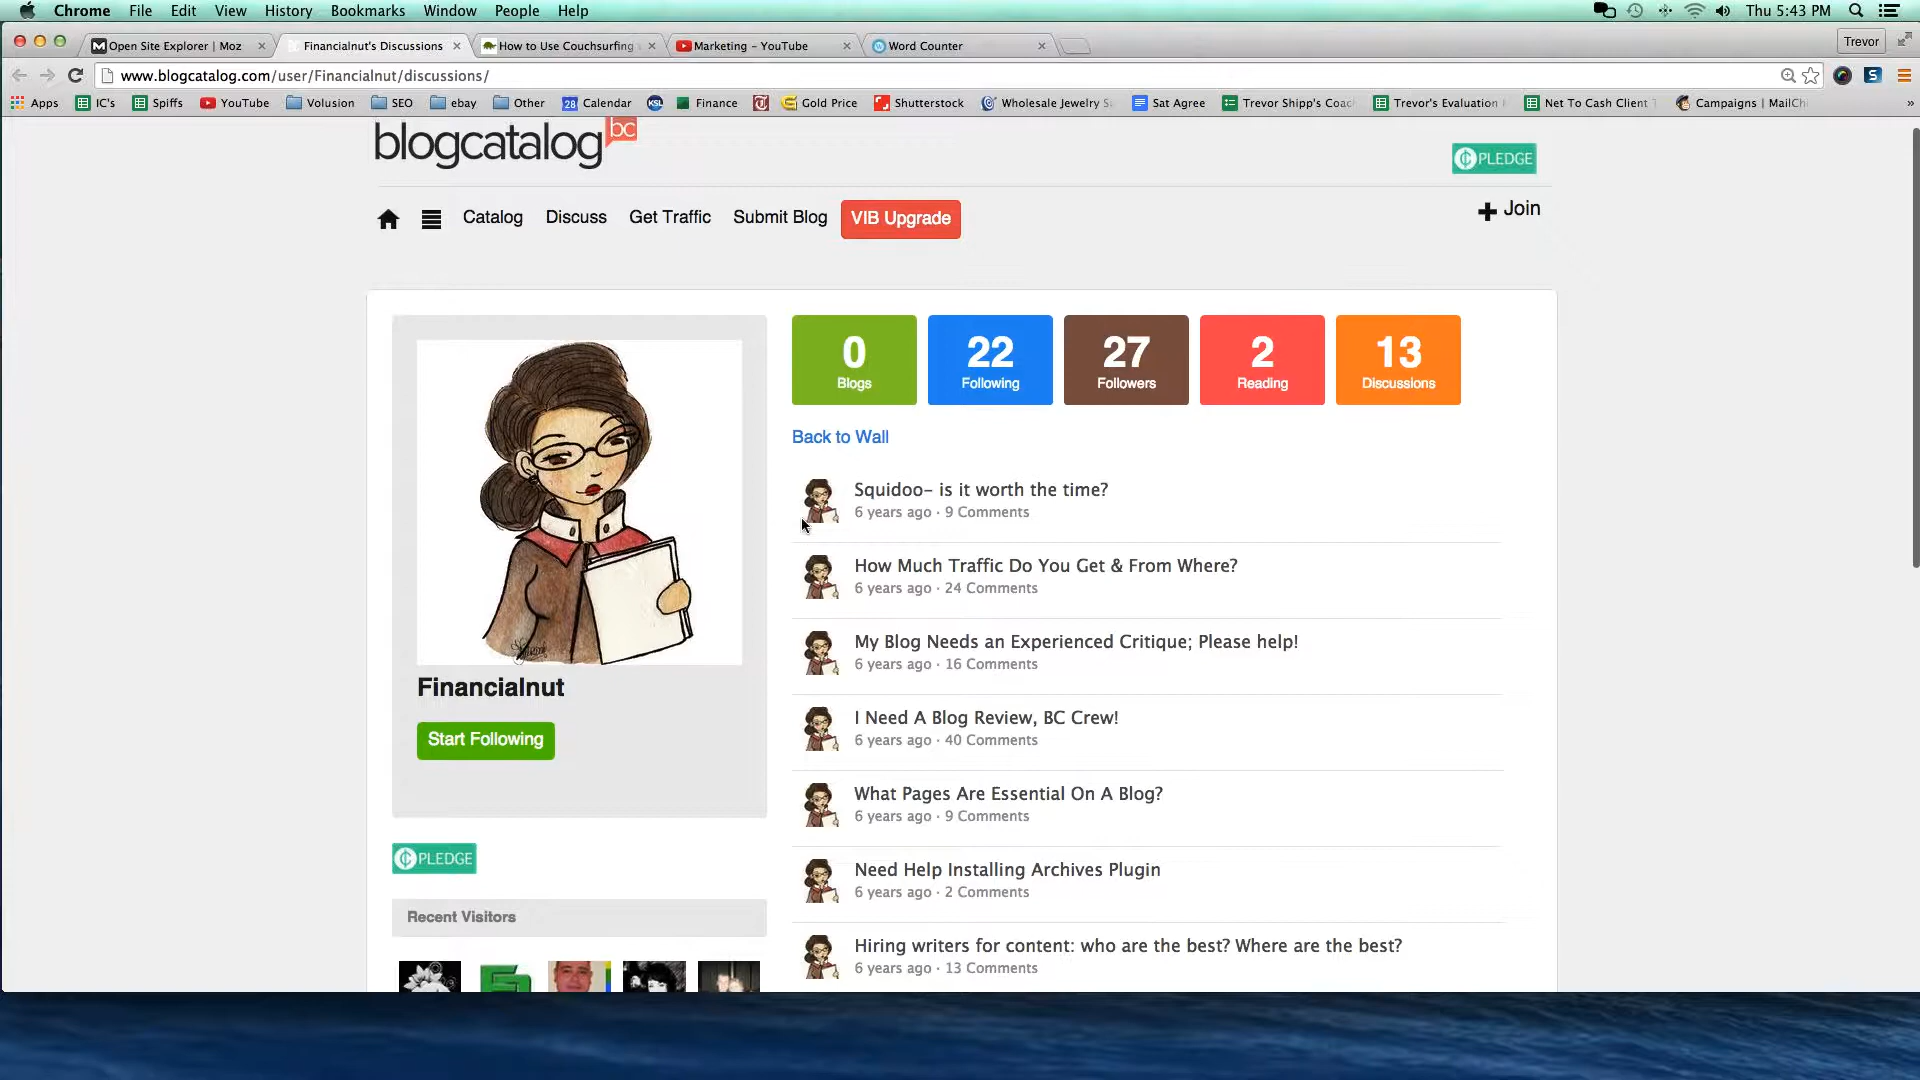 Chrome File Edit View History Bookmarks Window People Help Thu 5:43 PM
Open Site Explorer | Moz Financialnut's Discussions How to Use Couchsurfing Marketing – YouTube Word Counter Trevor
www.blogcatalog.com/user/Financialnut/discussions/
Apps IC's Spiffs YouTube Volusion SEO ebay Other Calendar Finance Gold Price Shutterstock Wholesale Jewelry Sat Agree Trevor Shipp's Coac Trevor's Evaluation Net To Cash Client Campaigns | MailChi »
blogcatalog bc
PLEDGE
Catalog Discuss Get Traffic Submit Blog VIB Upgrade Join
0 22 27 2 13
Blogs Following Followers Reading Discussions
Back to Wall
Squidoo– is it worth the time?
6 years ago · 9 Comments
How Much Traffic Do You Get & From Where?
6 years ago · 24 Comments
My Blog Needs an Experienced Critique; Please help!
6 years ago · 16 Comments
Financialnut
Start Following
I Need A Blog Review, BC Crew!
6 years ago · 40 Comments
What Pages Are Essential On A Blog?
6 years ago · 9 Comments
PLEDGE
Need Help Installing Archives Plugin
6 years ago · 2 Comments
Recent Visitors
Hiring writers for content: who are the best? Where are the best?
6 years ago · 13 Comments